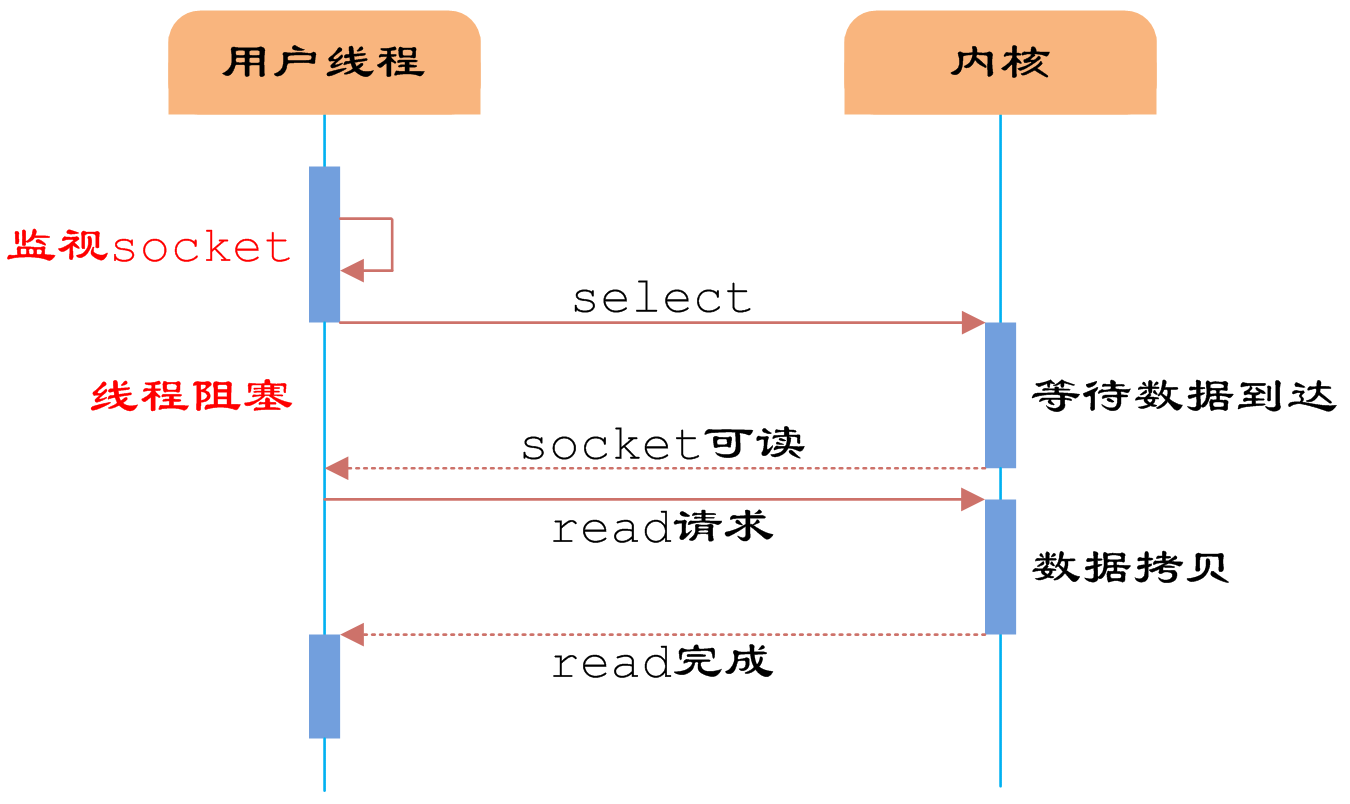 用户线程
内核
监视socket
select
线程阻塞
等待数据到达
socket可读
read请求
数据拷贝
read完成